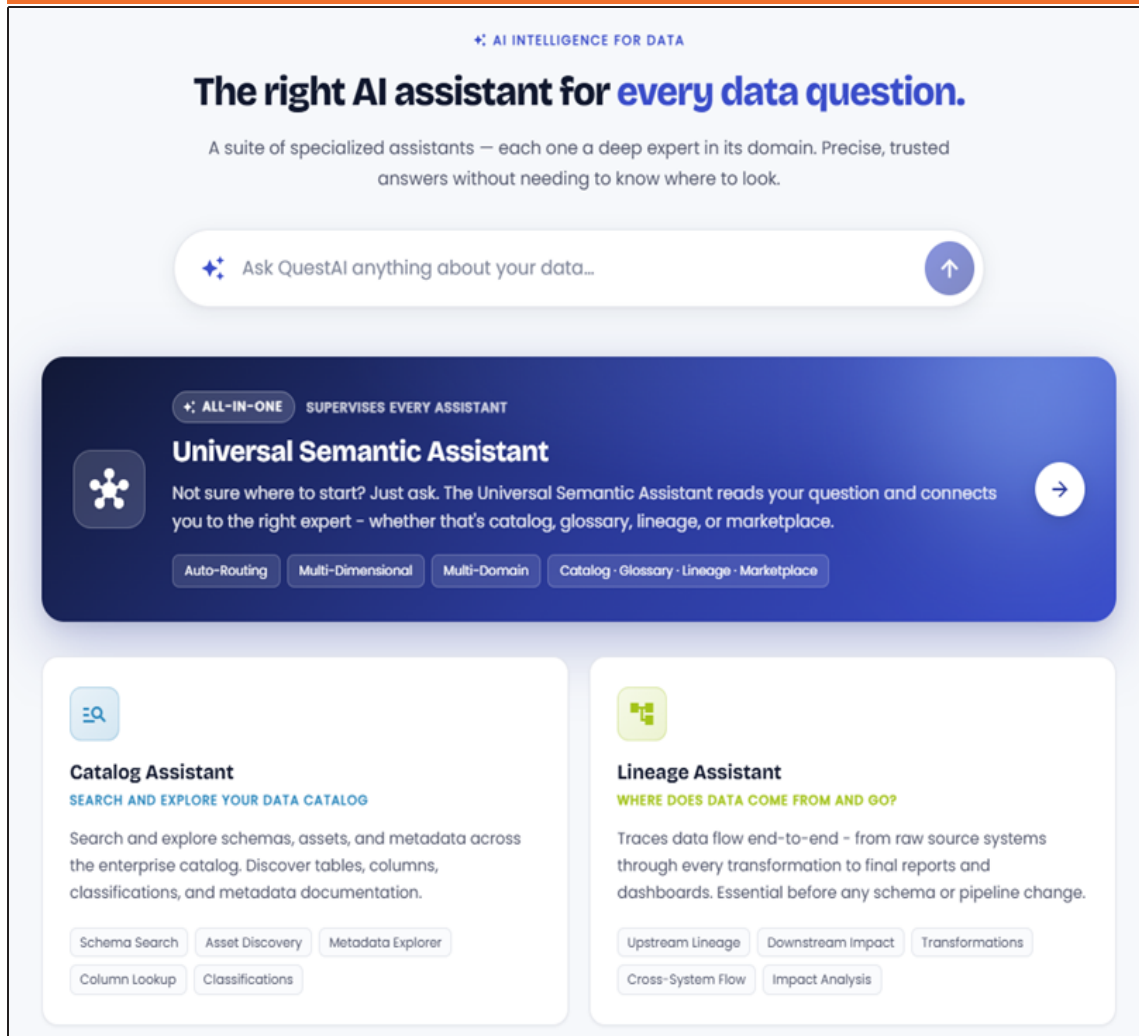 AI INTELLIGENCE FOR DATA
The right AI assistant for every data question.
A suite of specialized assistants — each one a deep expert in its domain. Precise, trusted
answers without needing to know where to look.
Ask QuestAI anything about your data...
ALL-IN-ONE SUPERVISES EVERY ASSISTANT
Universal Semantic Assistant
Not sure where to start? Just ask. The Universal Semantic Assistant reads your question and connects
you to the right expert - whether that's catalog, glossary, lineage, or marketplace.
Auto-Routing Multi-Dimensional Multi-Domain Catalog · Glossary · Lineage · Marketplace
Catalog Assistant
SEARCH AND EXPLORE YOUR DATA CATALOG
Search and explore schemas, assets, and metadata across
the enterprise catalog. Discover tables, columns,
classifications, and metadata documentation.
Schema Search Asset Discovery Metadata Explorer
Column Lookup Classifications
Lineage Assistant
WHERE DOES DATA COME FROM AND GO?
Traces data flow end-to-end - from raw source systems
through every transformation to final reports and
dashboards. Essential before any schema or pipeline change.
Upstream Lineage Downstream Impact Transformations
Cross-System Flow Impact Analysis